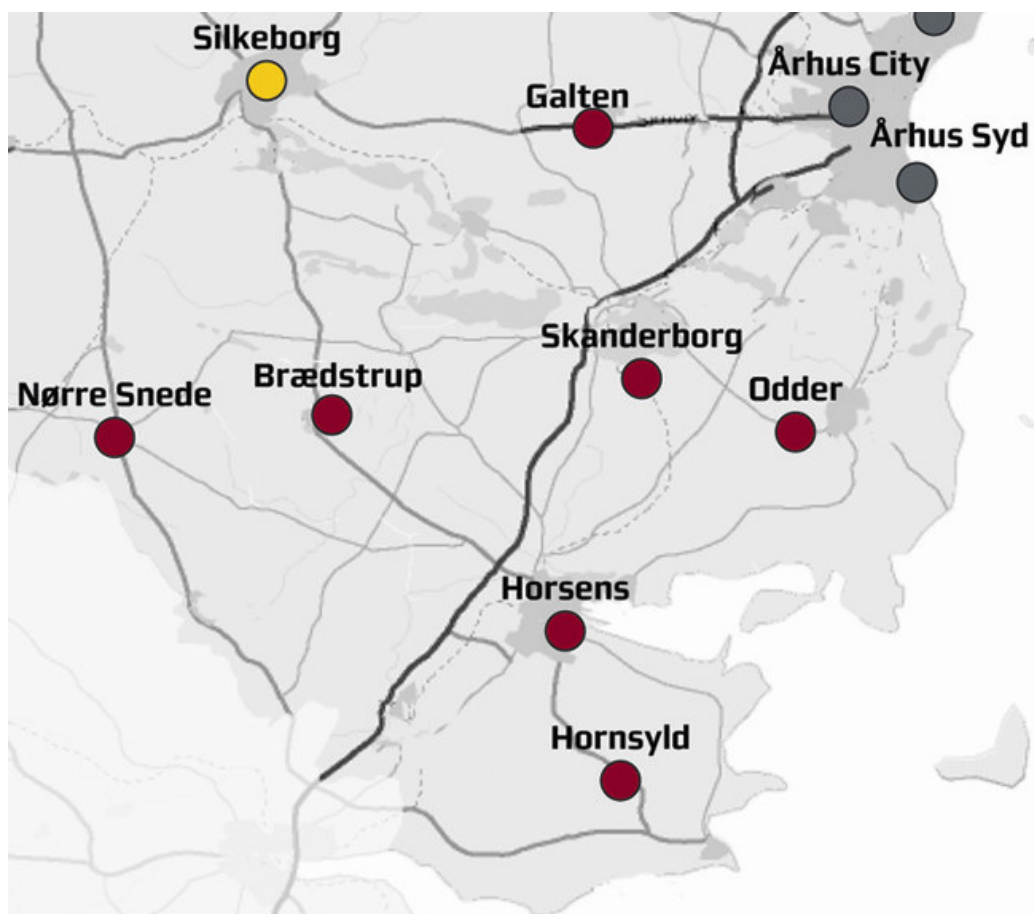 Silkeborg
Århus City
Galten
Århus Syd
Skanderborg
Brædstrup
Odder
Nørre Snede
Horsens
Hornsyld